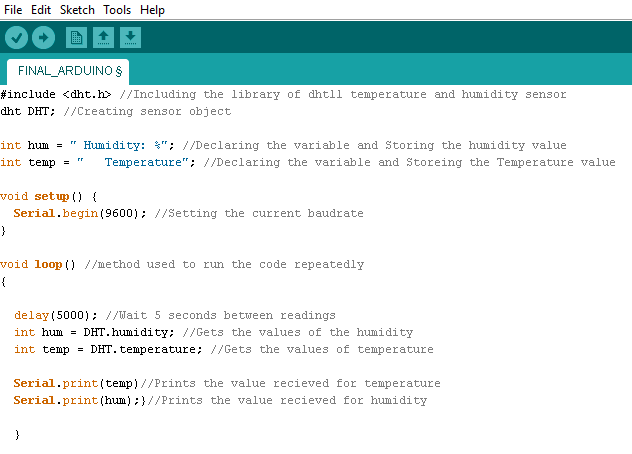 File Edit Sketch Tools Help
FINAL_ARDUINO §
#include <dht.h> //Including the library of dht11 temperature and humidity sensor
dht DHT; //Creating sensor object
int hum = " Humidity: %"; //Declaring the variable and Storing the humidity value
int temp = "   Temperature"; //Declaring the variable and Storeing the Temperature value
void setup() {
  Serial.begin(9600); //Setting the current baudrate
}
void loop() //method used to run the code repeatedly
{
  delay(5000); //Wait 5 seconds between readings
  int hum = DHT.humidity; //Gets the values of the humidity
  int temp = DHT.temperature; //Gets the values of temperature
  Serial.print(temp)//Prints the value recieved for temperature
  Serial.print(hum);}//Prints the value recieved for humidity
  }